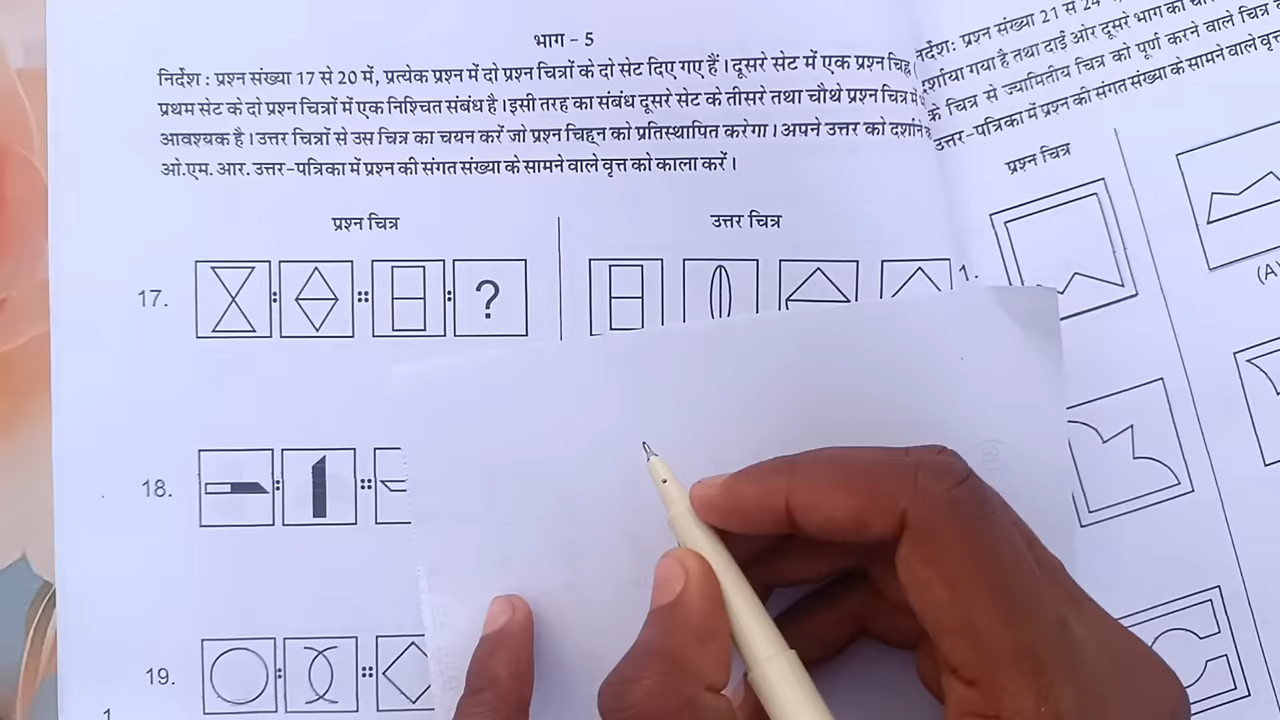 भाग - 5
निर्देश : प्रश्न संख्या 17 से 20 में, प्रत्येक प्रश्न में दो प्रश्न चित्रों के दो सेट दिए गए हैं । दूसरे सेट में एक प्रश्न चिह्न
प्रथम सेट के दो प्रश्न चित्रों में एक निश्चित संबंध है । इसी तरह का संबंध दूसरे सेट के तीसरे तथा चौथे प्रश्न चित्र में
आवश्यक है । उत्तर चित्रों से उस चित्र का चयन करें जो प्रश्न चिह्न को प्रतिस्थापित करेगा । अपने उत्तर को दर्शाने
ओ.एम. आर. उत्तर-पत्रिका में प्रश्न की संगत संख्या के सामने वाले वृत्त को काला करें ।
प्रश्न चित्र
उत्तर चित्र
17.
: :: : ?
18.
: ::
19.
: ::
प्रश्न संख्या 21 से 24
गया है तथा दाईं ओर दूसरे भाग को
के चित्र से ज्यामितीय चित्र को पूर्ण करने वाले चित्र
उत्तर-पत्रिका में प्रश्न की संगत संख्या के सामने वाले
प्रश्न चित्र
1.
(A)